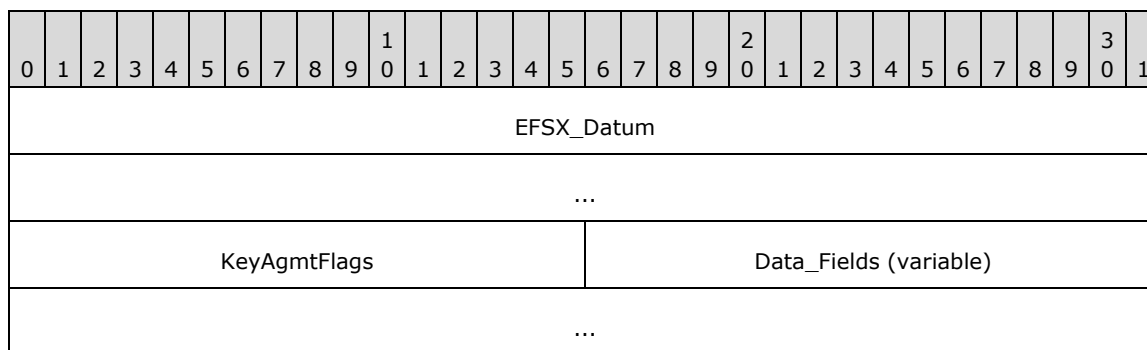 1 2 3
0 1 2 3 4 5 6 7 8 9 0 1 2 3 4 5 6 7 8 9 0 1 2 3 4 5 6 7 8 9 0 1
EFSX_Datum
...
KeyAgmtFlags Data_Fields (variable)
...